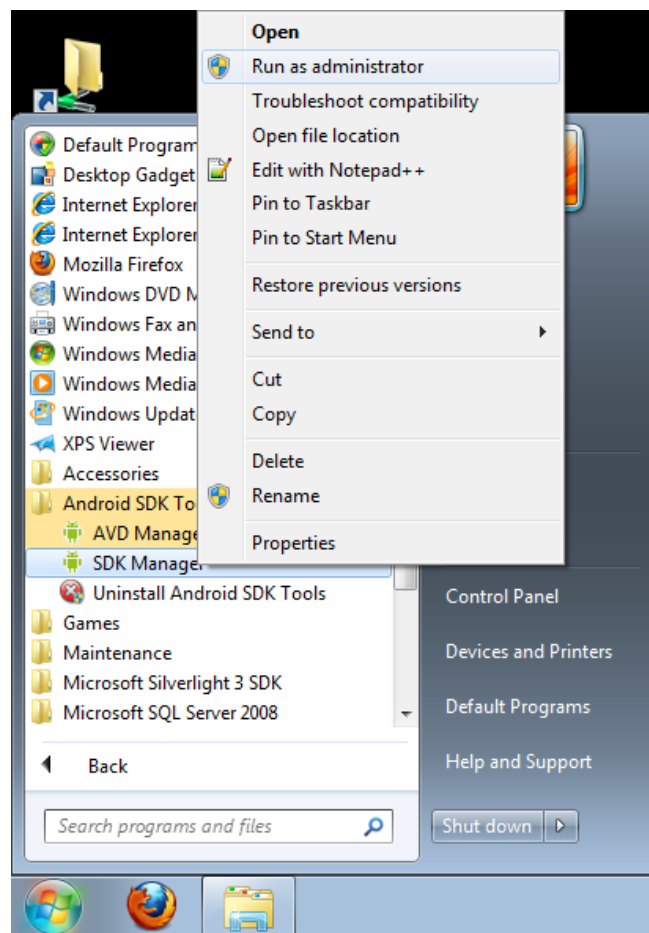 Open
Run as administrator
Troubleshoot compatibility
Open file location
Edit with Notepad++
Pin to Taskbar
Pin to Start Menu
Restore previous versions
Send to
Cut
Copy
Delete
Rename
Properties
Default Program
Desktop Gadget
Internet Explorer
Internet Explorer
Mozilla Firefox
Windows DVD M
Windows Fax an
Windows Media
Windows Media
Windows Updat
XPS Viewer
Accessories
Android SDK To
AVD Manage
SDK Manager
Uninstall Android SDK Tools
Games
Maintenance
Microsoft Silverlight 3 SDK
Microsoft SQL Server 2008
Back
Search programs and files
Control Panel
Devices and Printers
Default Programs
Help and Support
Shut down